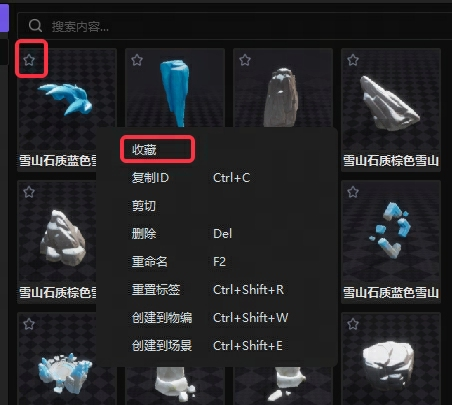 搜索内容...
雪山石质蓝色雪
雪山石质棕色雪山
收藏
复制ID Ctrl+C
剪切
删除 Del
重命名 F2
重置标签 Ctrl+Shift+R
创建到物编 Ctrl+Shift+W
创建到场景 Ctrl+Shift+E
雪山石质棕色雪
雪山石质蓝色雪山